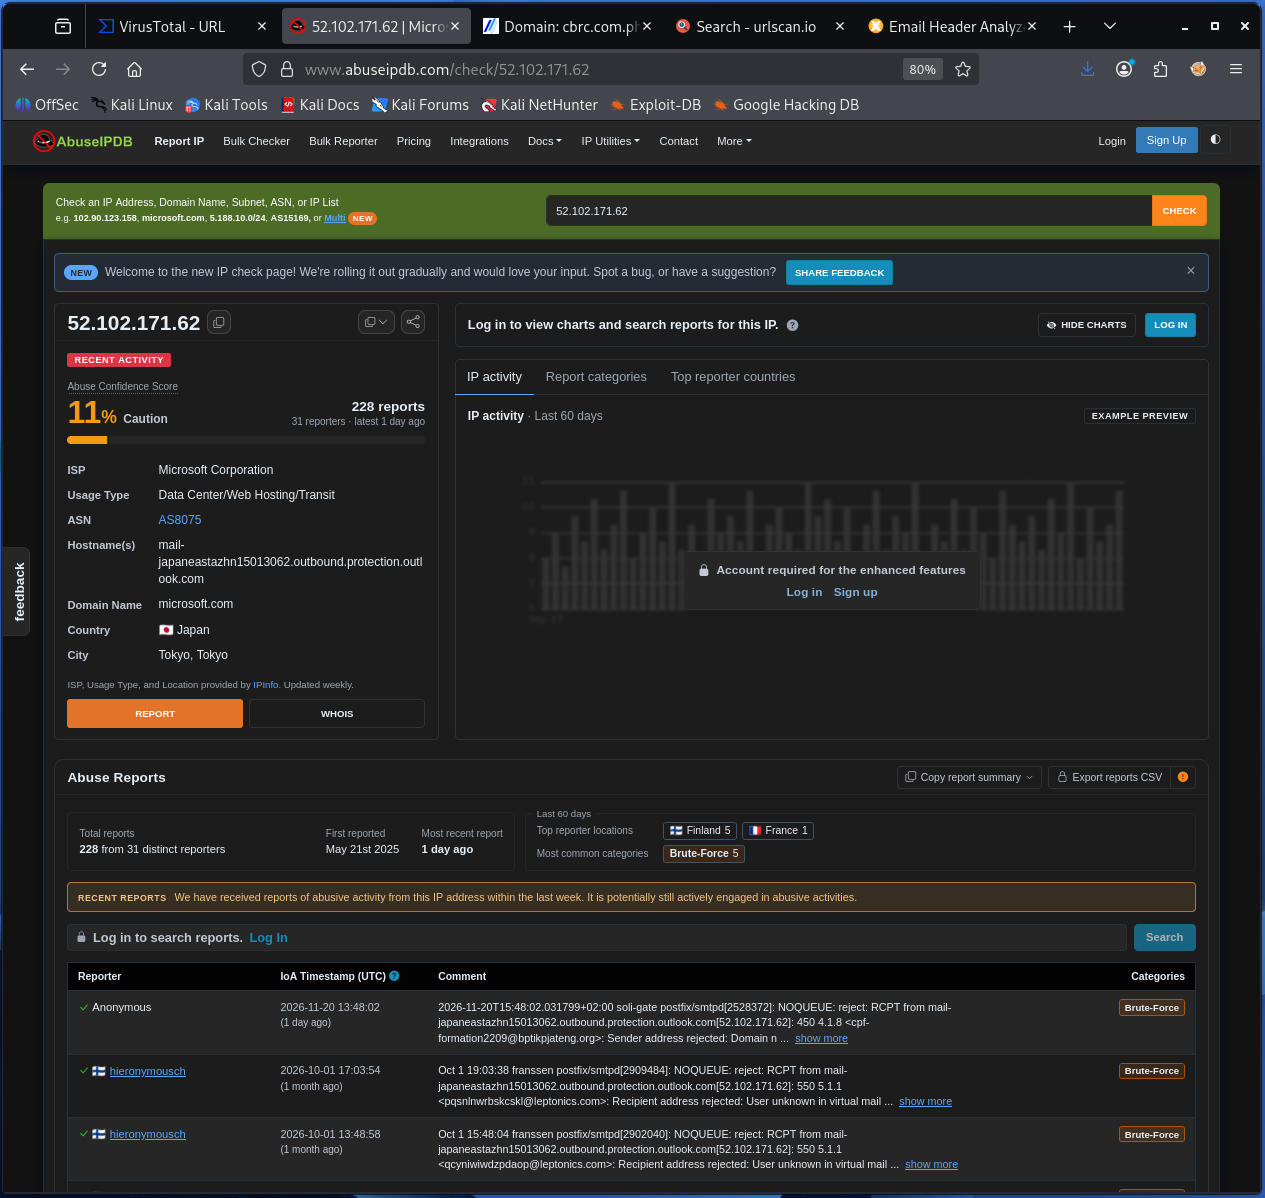 VirusTotal - URL
52.102.171.62 | Micro
Domain: cbrc.com.ph
Search - urlscan.io
Email Header Analyz
www.abuseipdb.com/check/52.102.171.62
80%
OffSec
Kali Linux
Kali Tools
Kali Docs
Kali Forums
Kali NetHunter
Exploit-DB
Google Hacking DB
AbuseIPDB
Report IP
Bulk Checker
Bulk Reporter
Pricing
Integrations
Docs
IP Utilities
Contact
More
Login
Sign Up
Check an IP Address, Domain Name, Subnet, ASN, or IP List
e.g. 102.90.123.158, microsoft.com, 5.188.10.0/24, AS15169, or Multi NEW
52.102.171.62
CHECK
NEW Welcome to the new IP check page! We're rolling it out gradually and would love your input. Spot a bug, or have a suggestion? SHARE FEEDBACK
52.102.171.62
RECENT ACTIVITY
Abuse Confidence Score
11% Caution
228 reports
31 reporters · latest 1 day ago
ISP Microsoft Corporation
Usage Type Data Center/Web Hosting/Transit
ASN AS8075
Hostname(s) mail-
japaneastazhn15013062.outbound.protection.outl
ook.com
Domain Name microsoft.com
Country Japan
City Tokyo, Tokyo
ISP, Usage Type, and Location provided by IPInfo. Updated weekly.
REPORT
WHOIS
feedback
Log in to view charts and search reports for this IP. ?
HIDE CHARTS
LOG IN
IP activity
Report categories
Top reporter countries
IP activity · Last 60 days
EXAMPLE PREVIEW
Account required for the enhanced features
Log in Sign up
Abuse Reports
Copy report summary
Export reports CSV
Total reports
228 from 31 distinct reporters
First reported
May 21st 2025
Most recent report
1 day ago
Last 60 days
Top reporter locations Finland 5 France 1
Most common categories Brute-Force 5
RECENT REPORTS We have received reports of abusive activity from this IP address within the last week. It is potentially still actively engaged in abusive activities.
Log in to search reports. Log In
Search
Reporter IoA Timestamp (UTC) ? Comment Categories
Anonymous
2026-11-20 13:48:02
(1 day ago)
2026-11-20T15:48:02.031799+02:00 soli-gate postfix/smtpd[2528372]: NOQUEUE: reject: RCPT from mail-
japaneastazhn15013062.outbound.protection.outlook.com[52.102.171.62]: 450 4.1.8 <cpf-
formation2209@bptikpjateng.org>: Sender address rejected: Domain n ... show more
Brute-Force
hieronymousch
2026-10-01 17:03:54
(1 month ago)
Oct 1 19:03:38 franssen postfix/smtpd[2909484]: NOQUEUE: reject: RCPT from mail-
japaneastazhn15013062.outbound.protection.outlook.com[52.102.171.62]: 550 5.1.1
<pqsnlnwrbskcskl@leptonics.com>: Recipient address rejected: User unknown in virtual mail ... show more
Brute-Force
hieronymousch
2026-10-01 13:48:58
(1 month ago)
Oct 1 15:48:04 franssen postfix/smtpd[2902040]: NOQUEUE: reject: RCPT from mail-
japaneastazhn15013062.outbound.protection.outlook.com[52.102.171.62]: 550 5.1.1
<qcyniwiwdzpdaop@leptonics.com>: Recipient address rejected: User unknown in virtual mail ... show more
Brute-Force